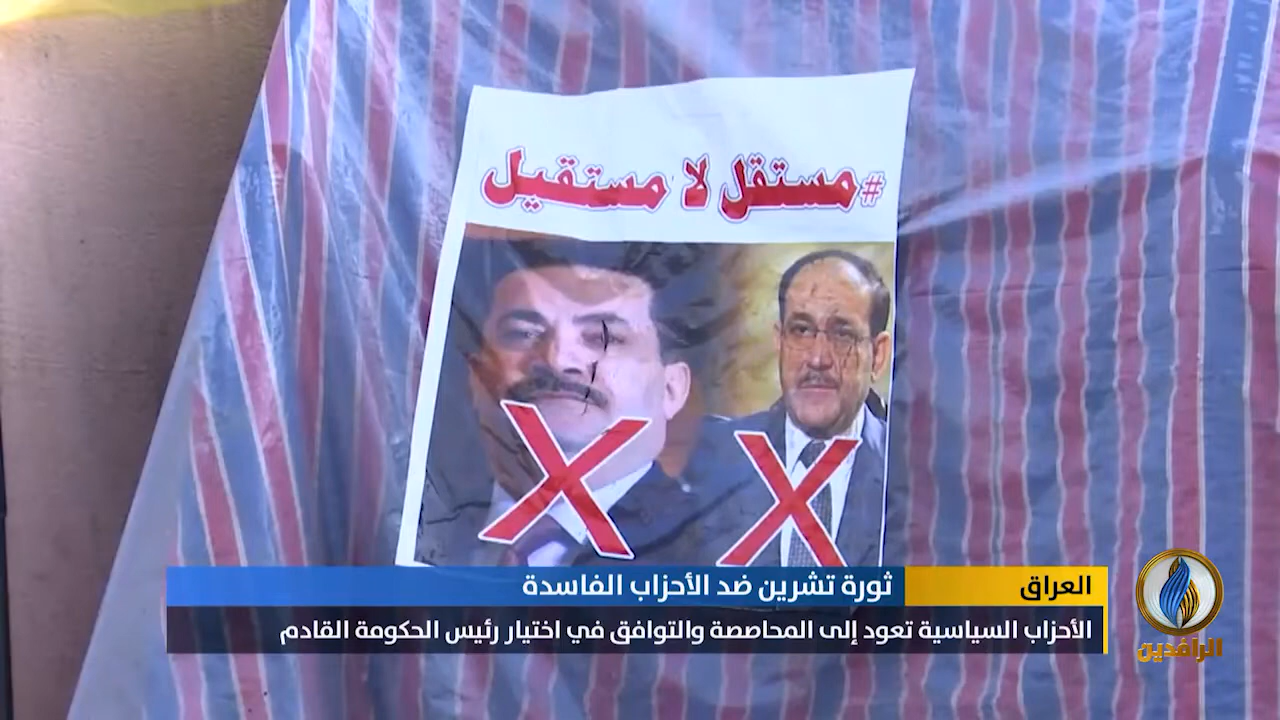 #مستقل لا مستقيل
العراق
ثورة تشرين ضد الأحزاب الفاسدة
الأحزاب السياسية تعود إلى المحاصصة والتوافق في اختيار رئيس الحكومة القادم
الرافدين